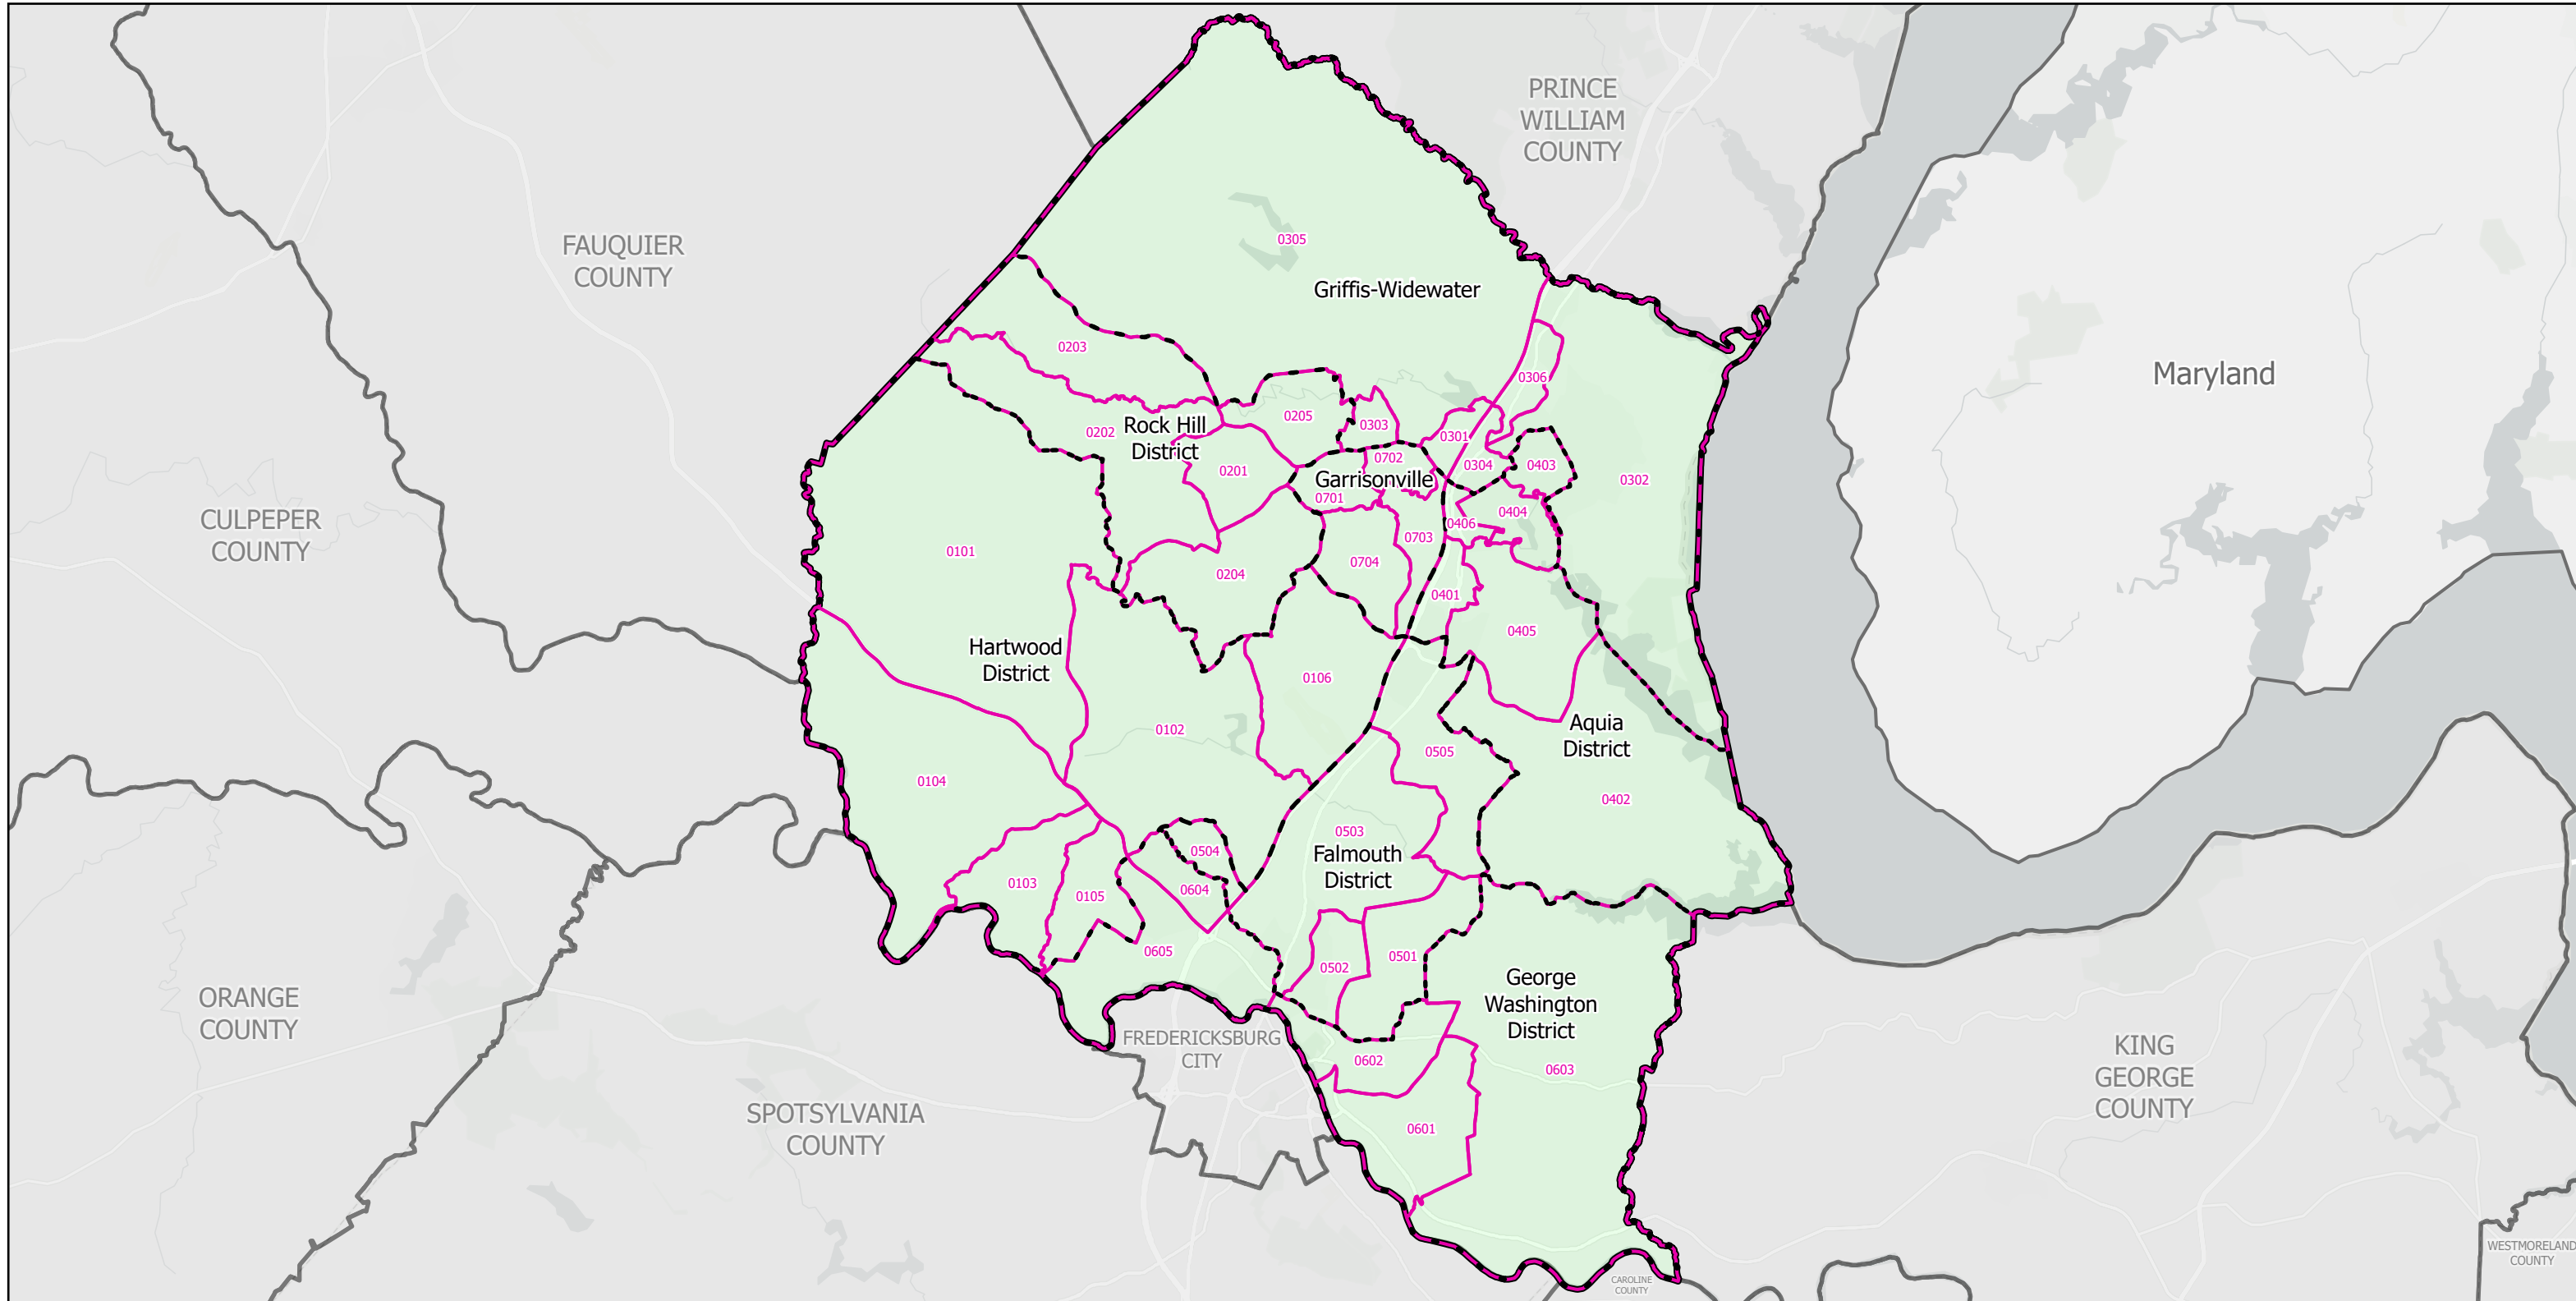 PRINCE
WILLIAM
COUNTY
FAUQUIER
COUNTY
0305
Griffis-Widewater
0203
0306
Maryland
0205
0303
0202
Rock Hill
District
0301
0702
0201
0304
0403
Garrisonville
0302
0701
CULPEPER
COUNTY
0404
0406
0703
0101
0704
0204
0401
0405
Hartwood
District
0106
Aquia
District
0102
0505
0104
0402
0503
Falmouth
District
0504
0103
0604
0105
0605
0501
0502
George
Washington
District
ORANGE
COUNTY
FREDERICKSBURG
CITY
0602
0603
KING
GEORGE
COUNTY
SPOTSYLVANIA
COUNTY
0601
WESTMORELAND
COUNTY
CAROLINE
COUNTY